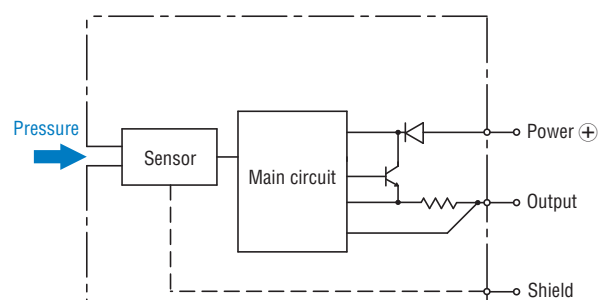 Pressure
Sensor
Main circuit
Power ⊕
Output
Shield